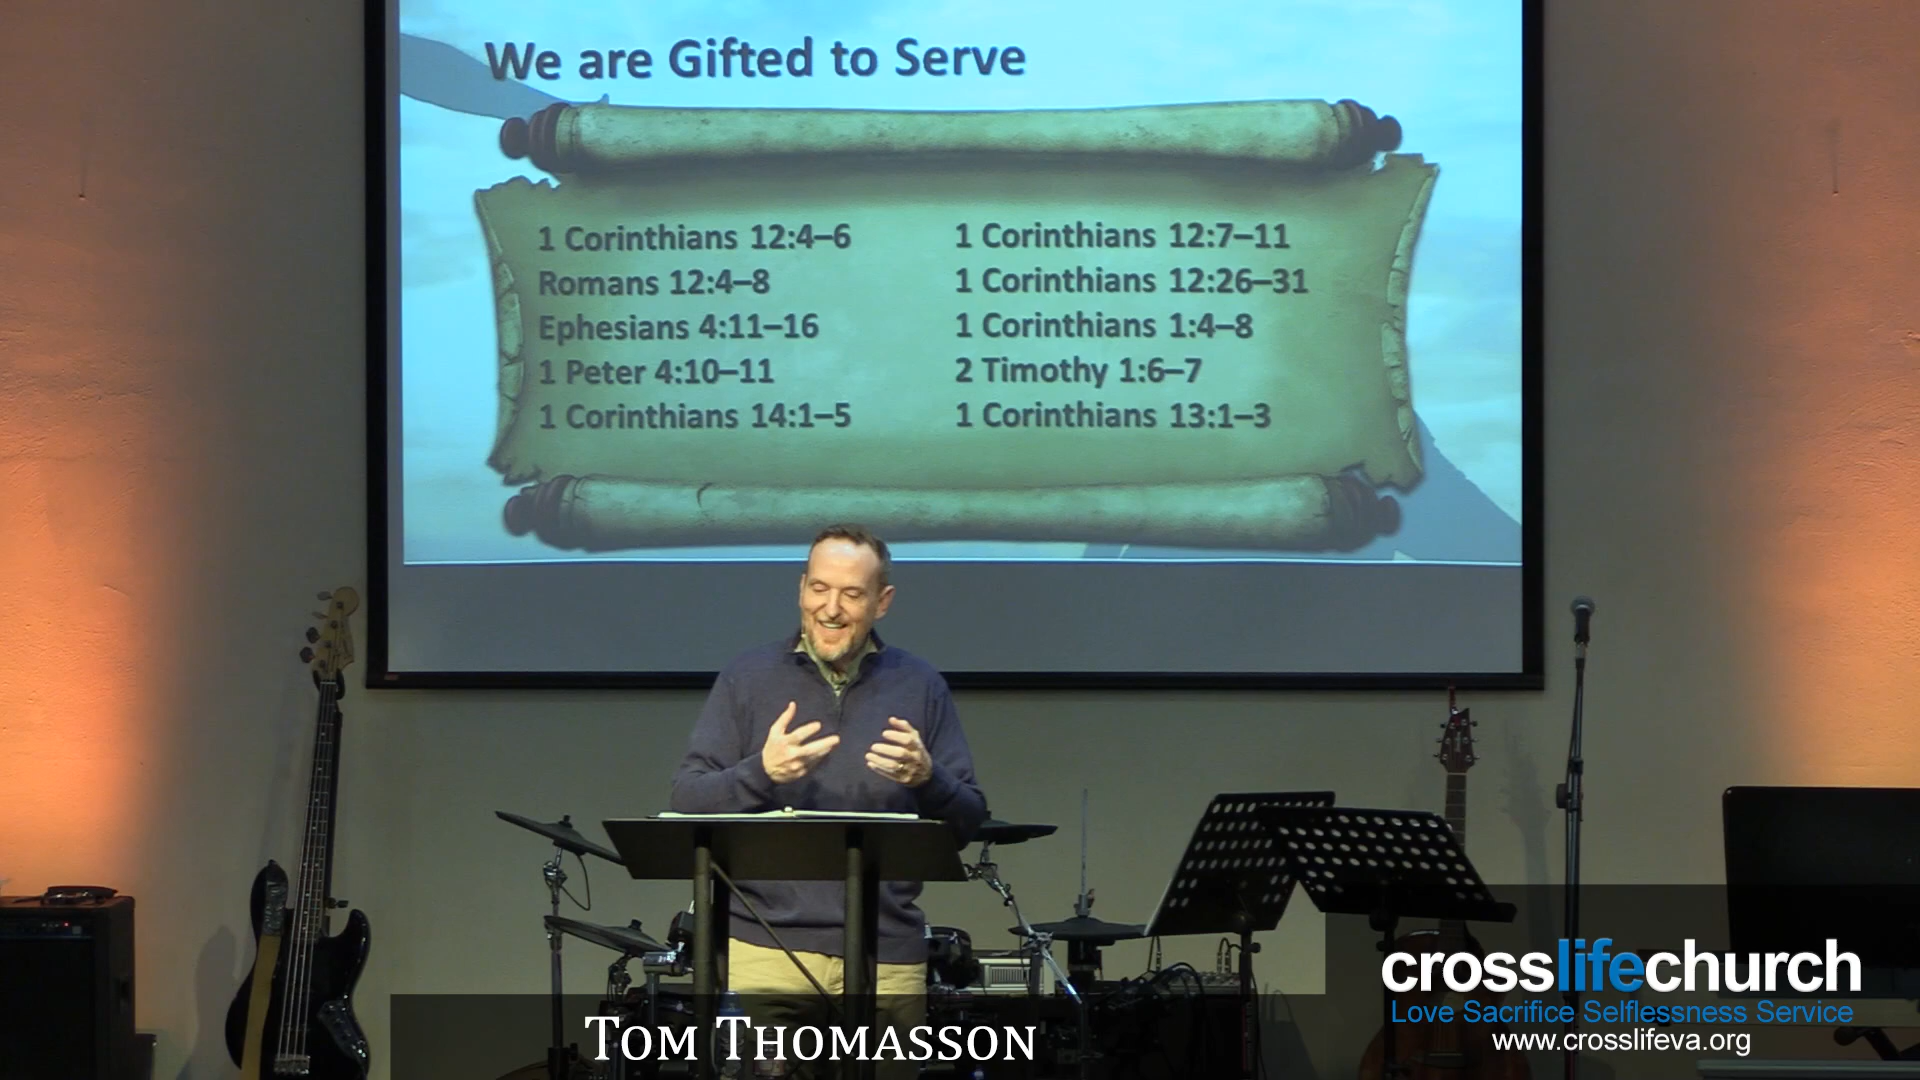 We are Gifted to Serve
1 Corinthians 12:4–6
Romans 12:4–8
Ephesians 4:11–16
1 Peter 4:10–11
1 Corinthians 14:1–5
1 Corinthians 12:7–11
1 Corinthians 12:26–31
1 Corinthians 1:4–8
2 Timothy 1:6–7
1 Corinthians 13:1–3
Tom Thomasson
crosslifechurch
Love Sacrifice Selflessness Service
www.crosslifeva.org